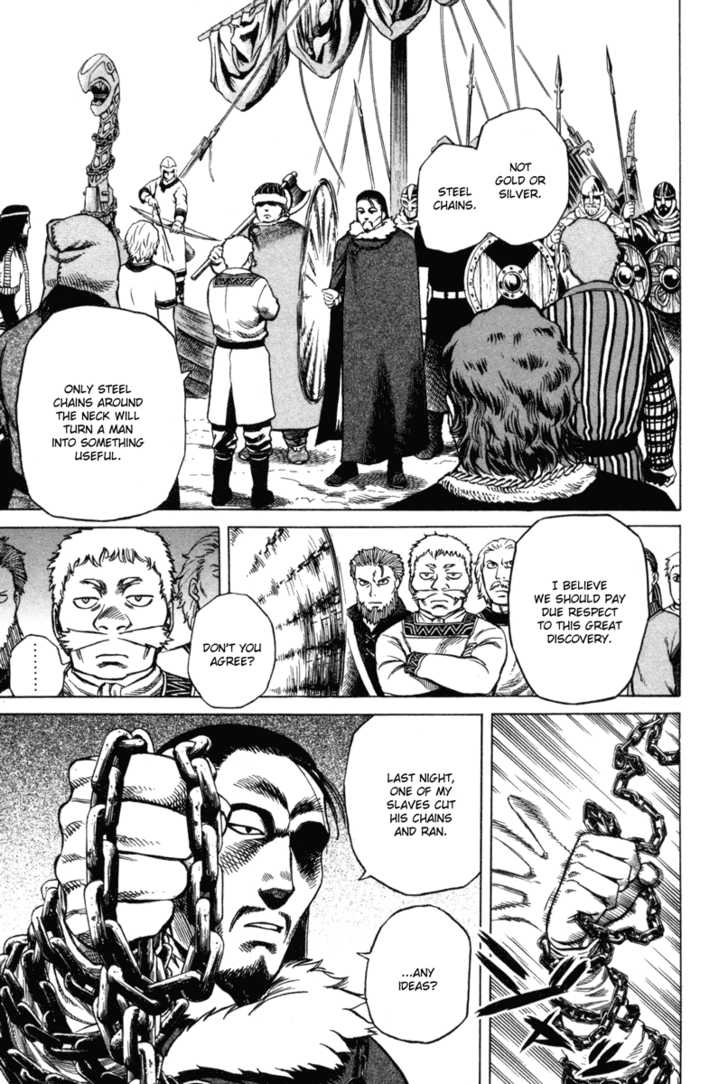 NOT
GOLD OR
SILVER.
STEEL
CHAINS.
ONLY STEEL
CHAINS AROUND
THE NECK WILL
TURN A MAN
INTO SOMETHING
USEFUL.
I BELIEVE
WE SHOULD PAY
DUE RESPECT
TO THIS GREAT
DISCOVERY.
DON'T YOU
AGREE?
......
LAST NIGHT,
ONE OF MY
SLAVES CUT
HIS CHAINS
AND RAN.
...ANY
IDEAS?